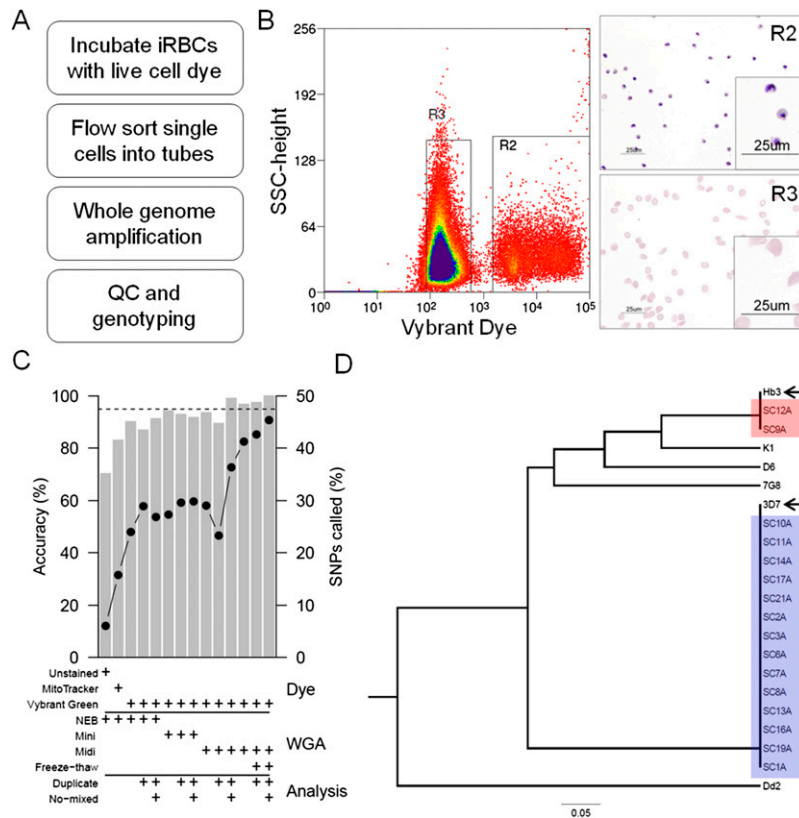 A
Incubate iRBCs
with live cell dye
Flow sort single
cells into tubes
Whole genome
amplification
QC and
genotyping
B
256
192
128
64
0
SSC-height
R3
R2
10⁰
10¹
10²
10³
10⁴
10⁵
Vybrant Dye
R2
25um
25um
R3
25um
25um
C
100
80
60
40
20
0
Accuracy (%)
50
40
30
20
10
0
SNPs called (%)
Unstained +
MitoTracker +
Vybrant Green + + + + + + + + + + + +
Dye
NEB + + + + +
Mini + + +
Midi + + + + + +
WGA
Freeze-thaw + +
Duplicate + + + + + + + +
No-mixed + + + +
Analysis
D
Hb3
SC12A
SC9A
K1
D6
7G8
3D7
SC10A
SC11A
SC14A
SC17A
SC21A
SC2A
SC3A
SC6A
SC7A
SC8A
SC13A
SC16A
SC19A
SC1A
Dd2
0.05